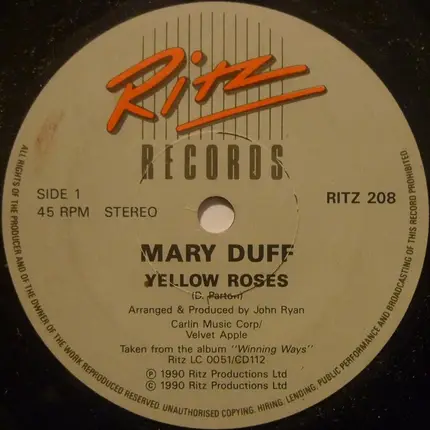 Ritz
RECORDS
SIDE 1
45 RPM STEREO
RITZ 208
MARY DUFF
YELLOW ROSES
(D. Parton)
Arranged & Produced by John Ryan
Carlin Music Corp/
Velvet Apple
Taken from the album "Winning Ways"
Ritz LC 0051/CD112
Ⓟ 1990 Ritz Productions Ltd
© 1990 Ritz Productions Ltd
ALL RIGHTS OF THE PRODUCER AND OF THE OWNER OF THE WORK REPRODUCED RESERVED. UNAUTHORISED COPYING, HIRING, LENDING, PUBLIC PERFORMANCE AND BROADCASTING OF THIS RECORD PROHIBITED.